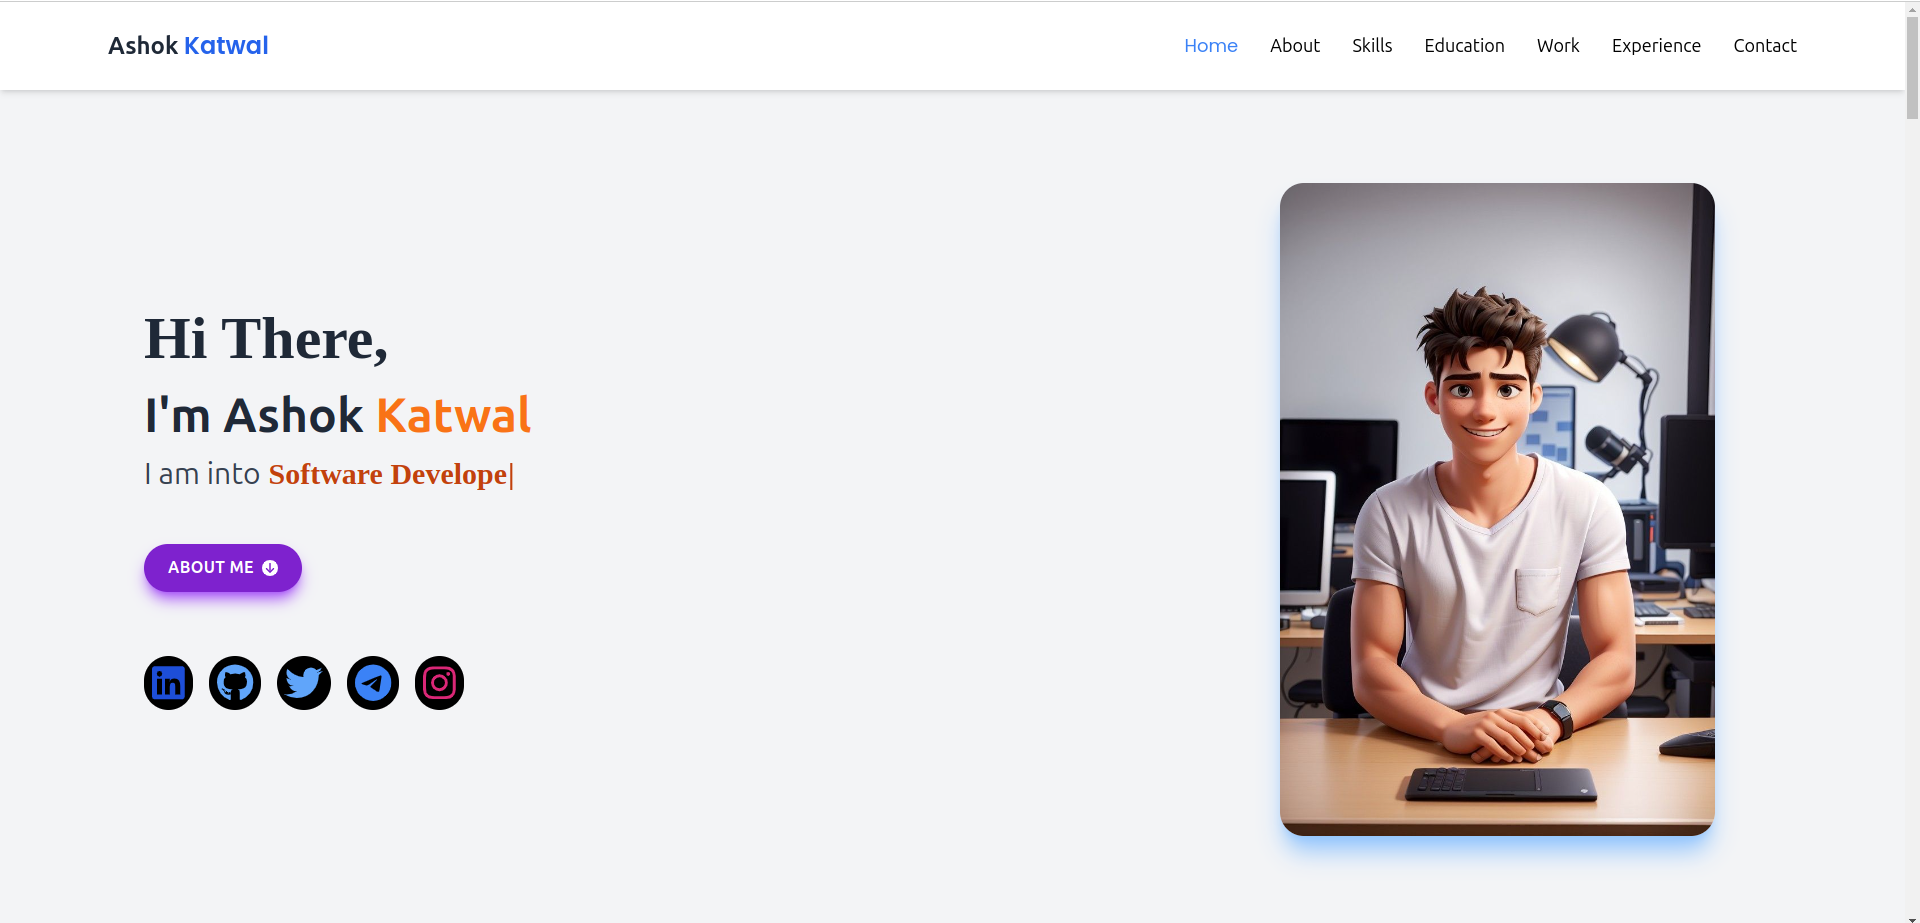 Ashok Katwal
Home About Skills Education Work Experience Contact
Hi There,
I'm Ashok Katwal
I am into Software Develope|
ABOUT ME